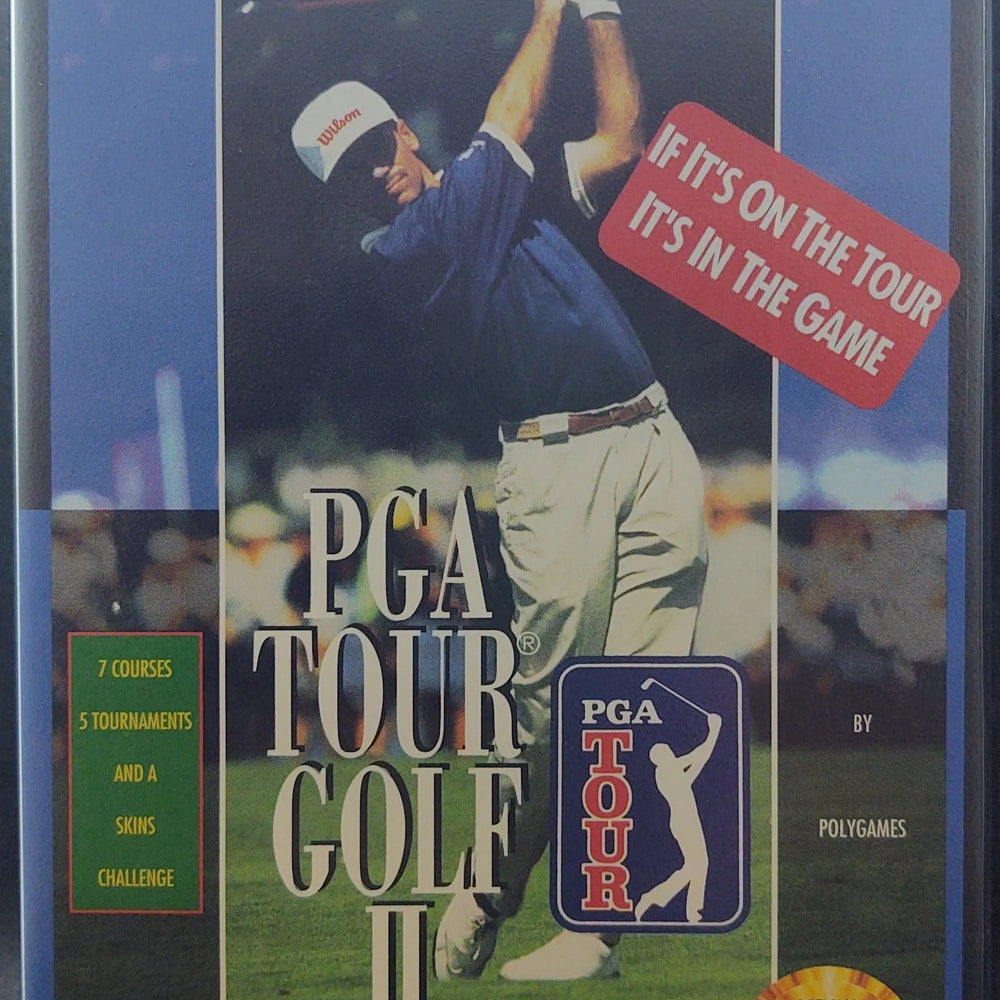 Wilson
IF IT'S ON THE TOUR
IT'S IN THE GAME
PGA
TOUR®
GOLF
II
7 COURSES
5 TOURNAMENTS
AND A
SKINS
CHALLENGE
PGA
TOUR
BY
POLYGAMES